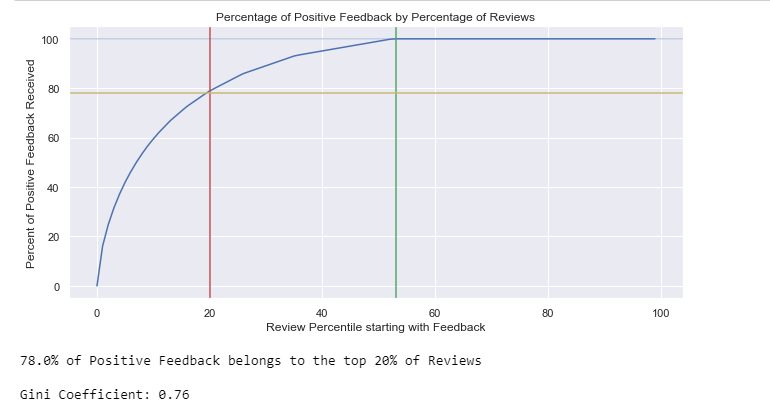 Percentage of Positive Feedback by Percentage of Reviews
Percent of Positive Feedback Received
100
80
60
40
20
0
0 20 40 60 80 100
Review Percentile starting with Feedback
78.0% of Positive Feedback belongs to the top 20% of Reviews
Gini Coefficient: 0.76